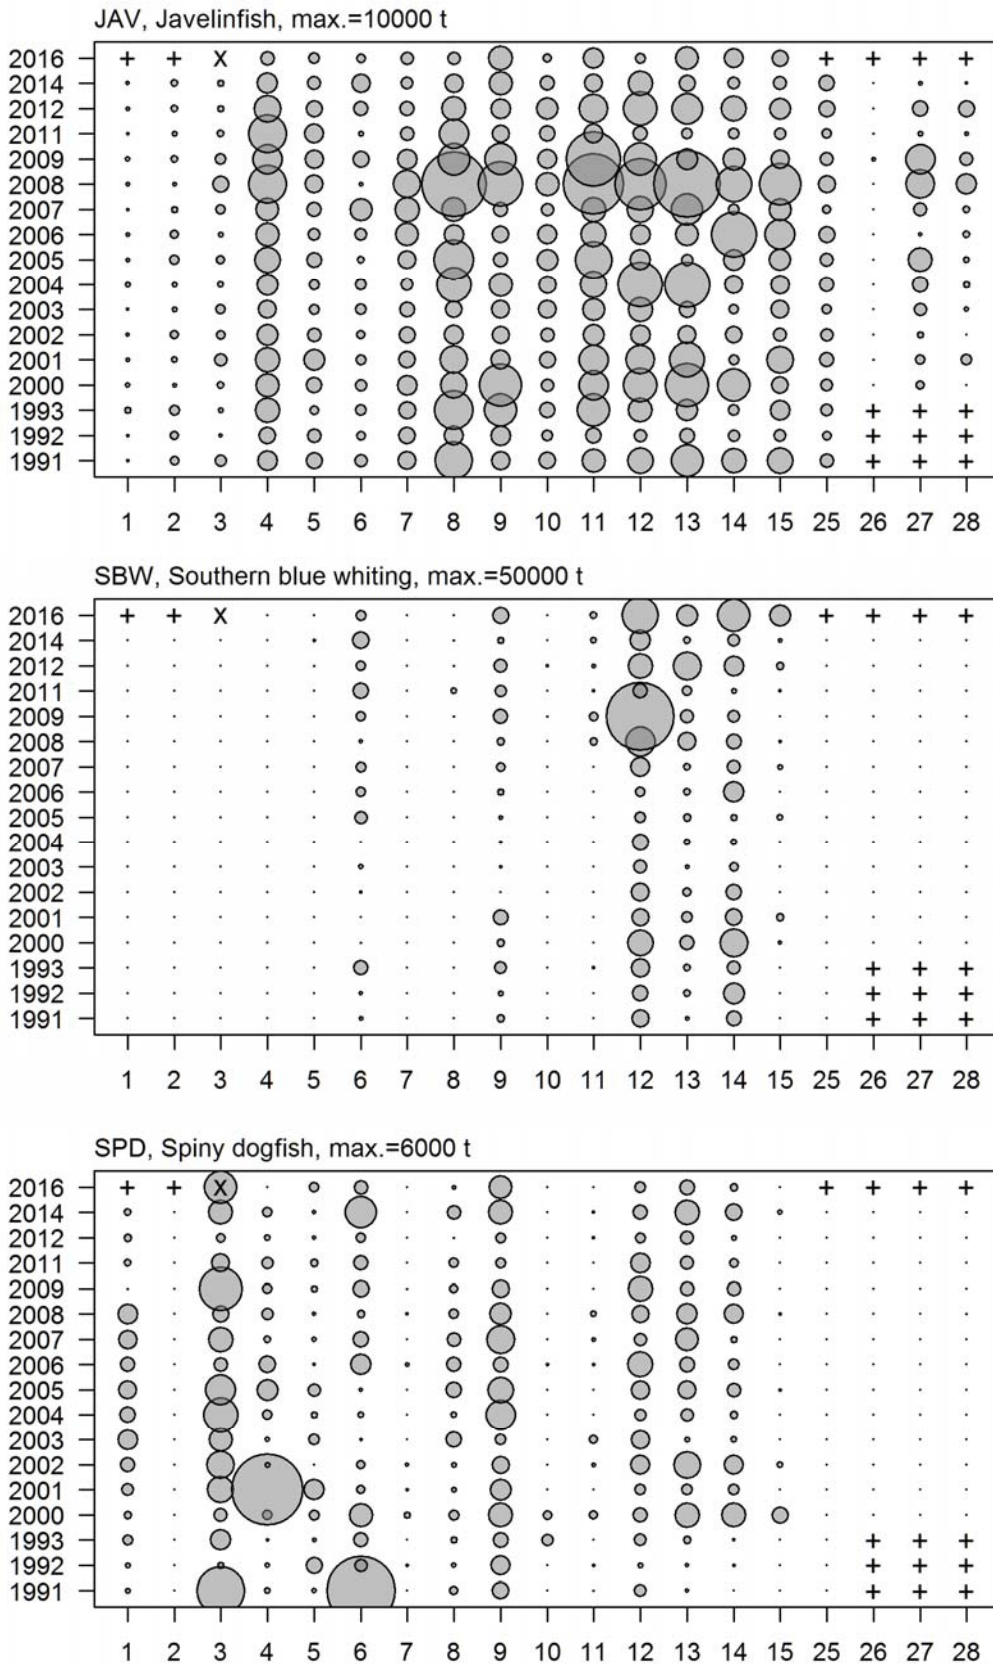 JAV, Javelinfish, max.=10000 t
2016 + + X + + + +
2014
2012
2011
2009
2008
2007
2006
2005
2004
2003
2002
2001
2000
1993 + + +
1992 + + +
1991 + + +
1 2 3 4 5 6 7 8 9 10 11 12 13 14 15 25 26 27 28
SBW, Southern blue whiting, max.=50000 t
2016 + + X + + + +
2014
2012
2011
2009
2008
2007
2006
2005
2004
2003
2002
2001
2000
1993 + + +
1992 + + +
1991 + + +
1 2 3 4 5 6 7 8 9 10 11 12 13 14 15 25 26 27 28
SPD, Spiny dogfish, max.=6000 t
2016 + + X + + + +
2014
2012
2011
2009
2008
2007
2006
2005
2004
2003
2002
2001
2000
1993 + + +
1992 + + +
1991 + + +
1 2 3 4 5 6 7 8 9 10 11 12 13 14 15 25 26 27 28